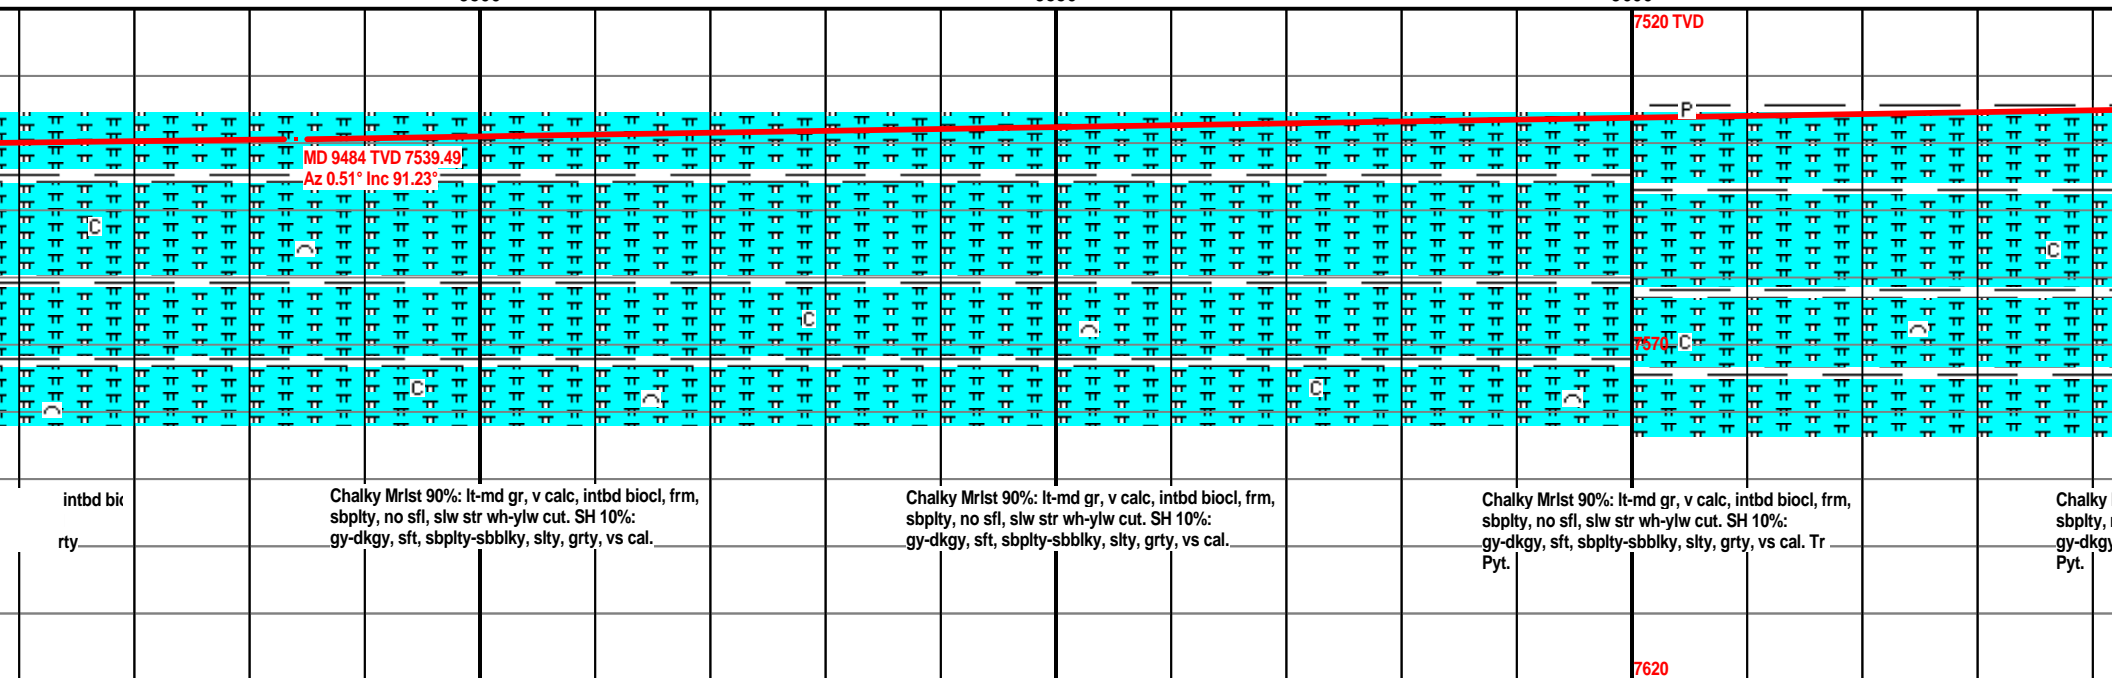 7520 TVD
P
MD 9484 TVD 7539.49
Az 0.51° Inc 91.23°
C
C
C
7570 C
C
C
intbd bio
rty
Chalky Mrlst 90%: lt-md gr, v calc, intbd biocl, frm,
sbplty, no sfl, slw str wh-ylw cut. SH 10%:
gy-dkgy, sft, sbplty-sbblky, slty, grty, vs cal.
Chalky Mrlst 90%: lt-md gr, v calc, intbd biocl, frm,
sbplty, no sfl, slw str wh-ylw cut. SH 10%:
gy-dkgy, sft, sbplty-sbblky, slty, grty, vs cal.
Chalky Mrlst 90%: lt-md gr, v calc, intbd biocl, frm,
sbplty, no sfl, slw str wh-ylw cut. SH 10%:
gy-dkgy, sft, sbplty-sbblky, slty, grty, vs cal. Tr
Pyt.
Chalky
sbplty,
gy-dkgy
Pyt.
7620